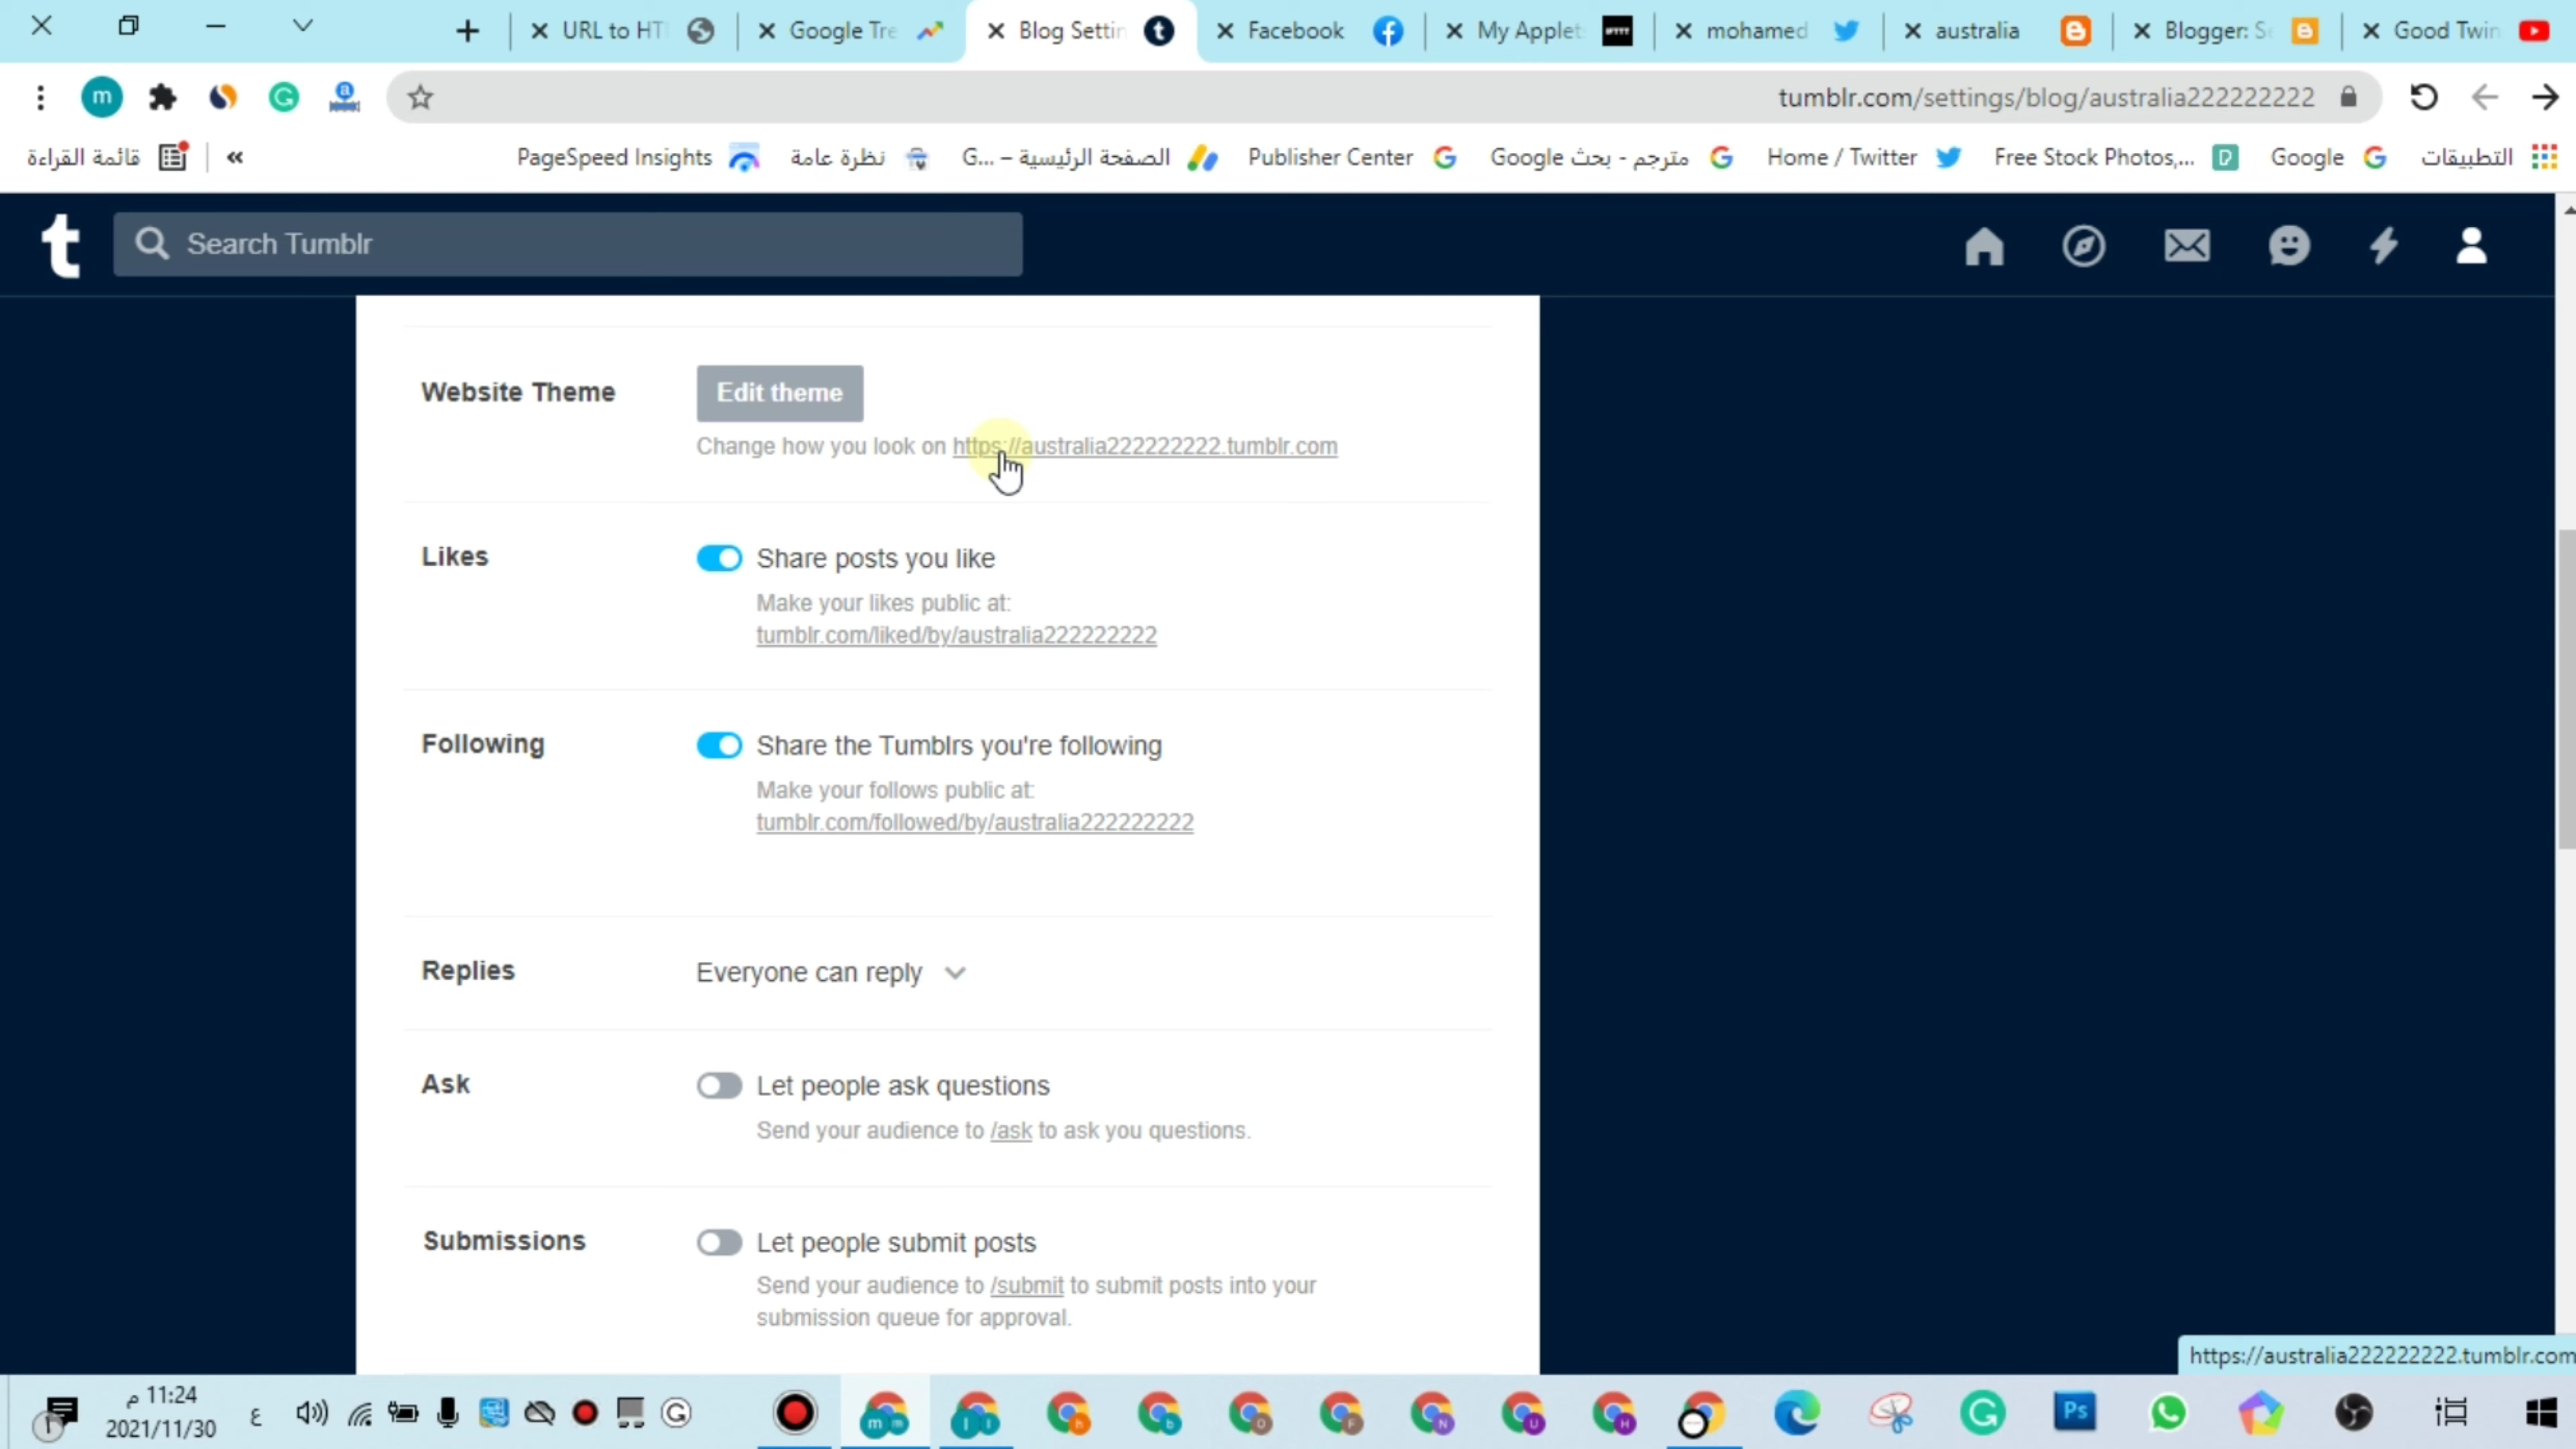 URL to HT
Google Tre
Blog Settin
Facebook
My Applet
mohamed
australia
Blogger: S
Good Twin
tumblr.com/settings/blog/australia222222222
قائمة القراءة
»
PageSpeed Insights
نظرة عامة
الصفحة الرئيسية – G...
Publisher Center
مترجم - بحث Google
Home / Twitter
Free Stock Photos,...
Google
التطبيقات
Search Tumblr
Website Theme
Edit theme
Change how you look on https://australia222222222.tumblr.com
Likes
Share posts you like
Make your likes public at:
tumblr.com/liked/by/australia222222222
Following
Share the Tumblrs you're following
Make your follows public at:
tumblr.com/followed/by/australia222222222
Replies
Everyone can reply
Ask
Let people ask questions
Send your audience to /ask to ask you questions.
Submissions
Let people submit posts
Send your audience to /submit to submit posts into your
submission queue for approval.
https://australia222222222.tumblr.com
11:24 م
2021/11/30
ع
Ps